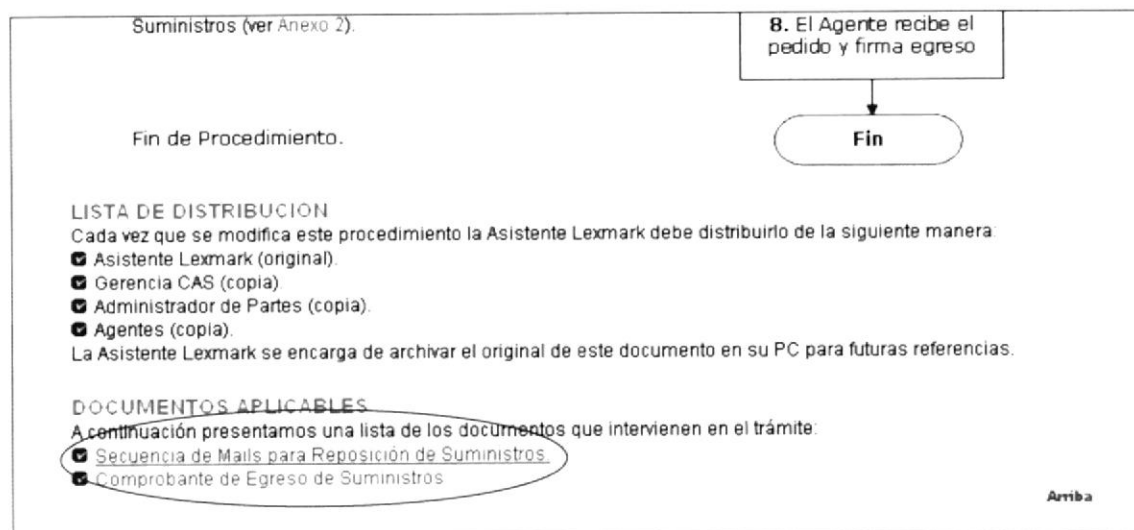 Suministros (ver Anexo 2).
8. El Agente recibe el
pedido y firma egreso
Fin de Procedimiento.
Fin
LISTA DE DISTRIBUCION
Cada vez que se modifica este procedimiento la Asistente Lexmark debe distribuirlo de la siguiente manera:
Asistente Lexmark (original).
Gerencia CAS (copia).
Administrador de Partes (copia).
Agentes (copia).
La Asistente Lexmark se encarga de archivar el original de este documento en su PC para futuras referencias.
DOCUMENTOS APLICABLES
A continuación presentamos una lista de los documentos que intervienen en el trámite:
Secuencia de Mails para Reposición de Suministros.
Comprobante de Egreso de Suministros
Arriba